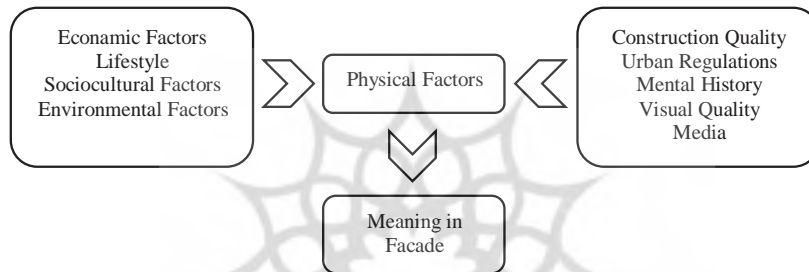 Econamic Factors
Lifestyle
Sociocultural Factors
Environmental Factors
Physical Factors
Construction Quality
Urban Regulations
Mental History
Visual Quality
Media
Meaning in
Facade